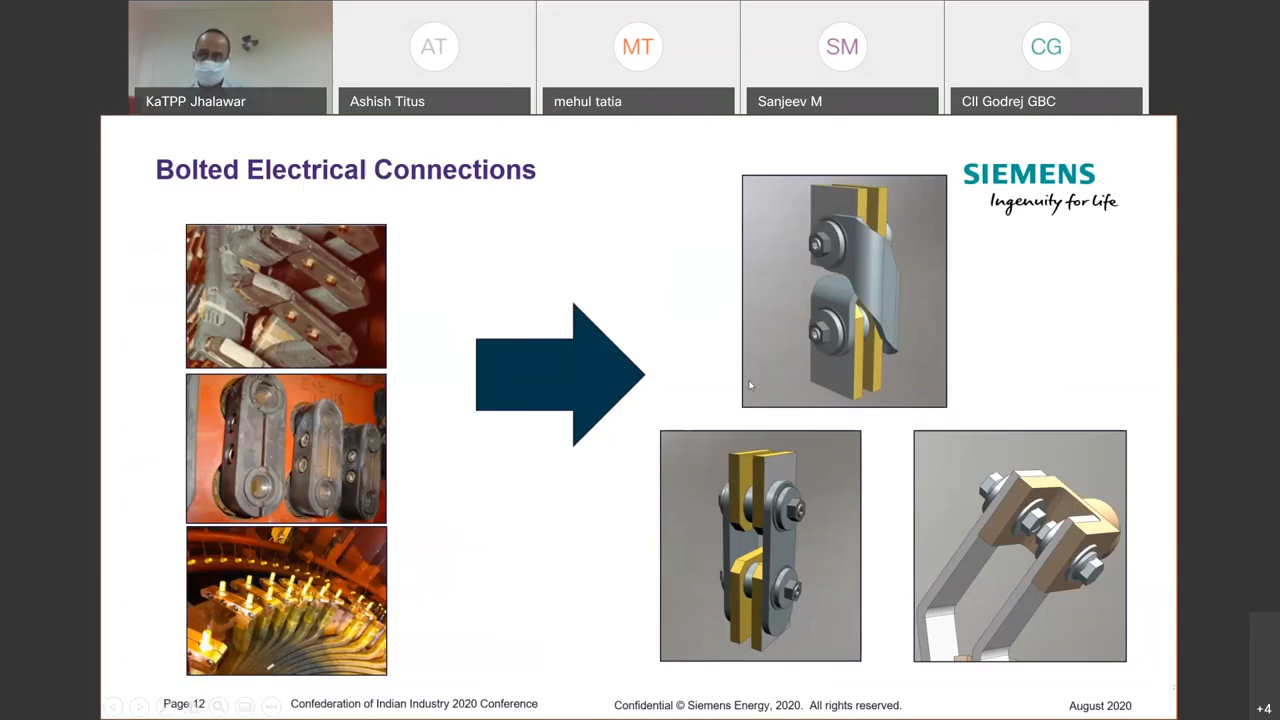 AT
MT
SM
CG
KaTPP Jhalawar
Ashish Titus
mehul tatia
Sanjeev M
CII Godrej GBC
Bolted Electrical Connections
SIEMENS
Ingenuity for Life
Page 12
Confederation of Indian Industry 2020 Conference
Confidential © Siemens Energy, 2020. All rights reserved.
August 2020
+4